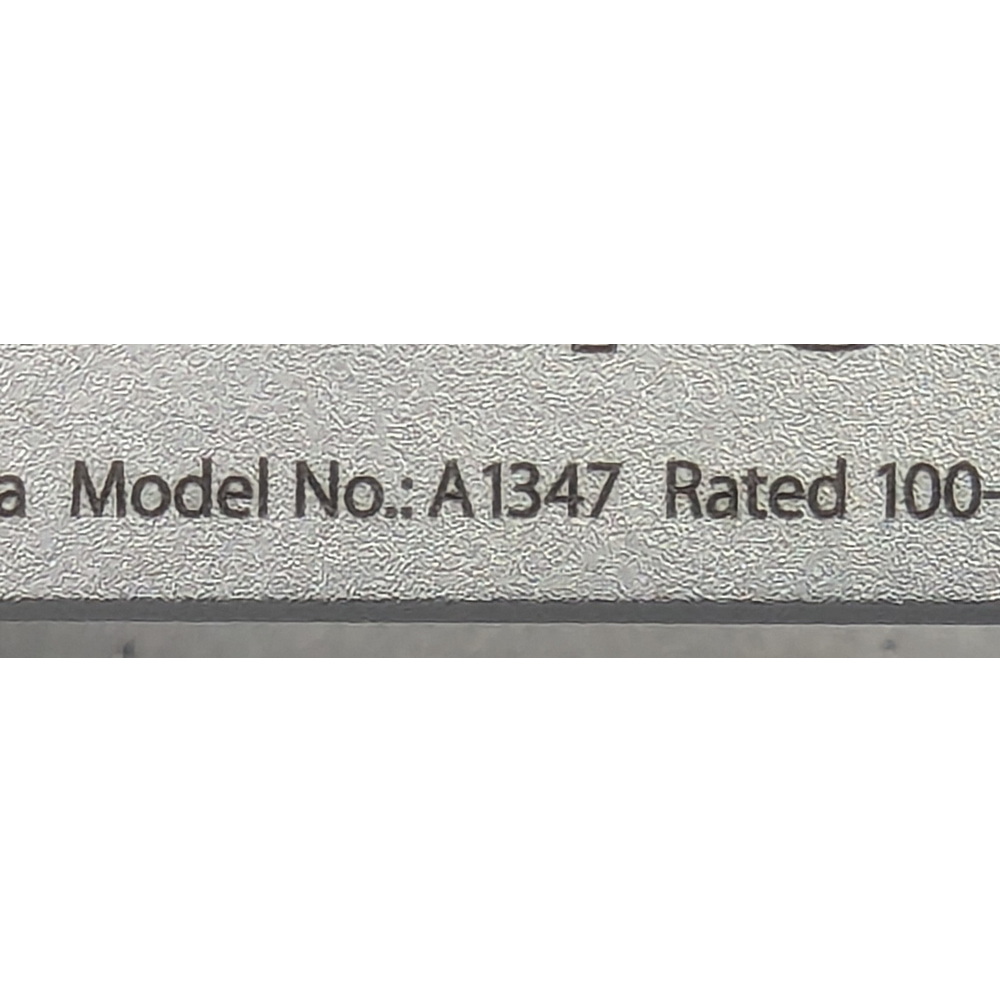 a Model No.: A1347 Rated 100-